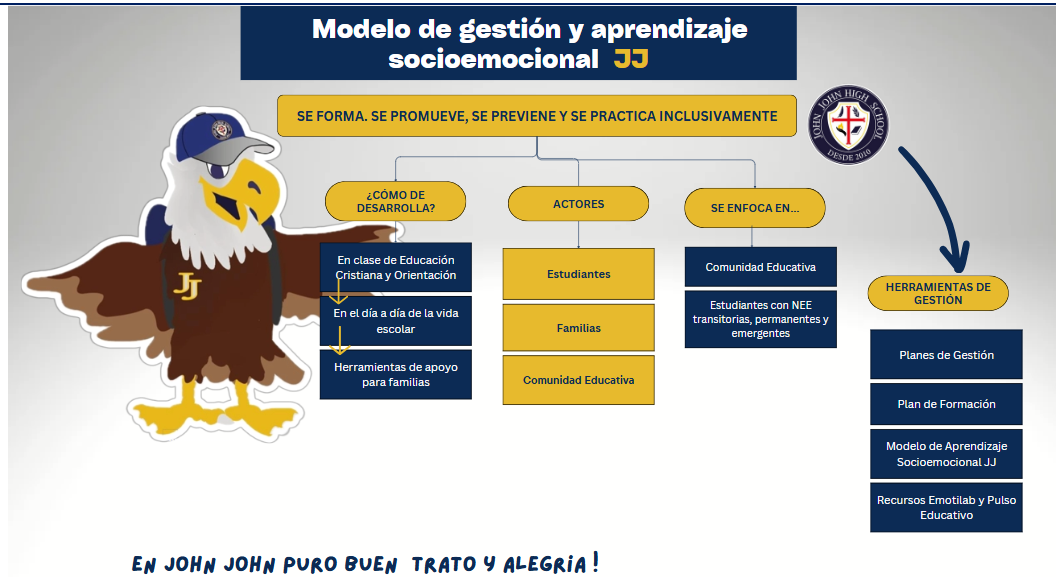 Modelo de gestión y aprendizaje
socioemocional JJ
SE FORMA. SE PROMUEVE, SE PREVIENE Y SE PRACTICA INCLUSIVAMENTE
JOHN JOHN HIGH SCHOOL
DESDE 2010
¿CÓMO DE
DESARROLLA?
En clase de Educación
Cristiana y Orientación
En el día a día de la vida
escolar
Herramientas de apoyo
para familias
ACTORES
Estudiantes
Familias
Comunidad Educativa
SE ENFOCA EN...
Comunidad Educativa
Estudiantes con NEE
transitorias, permanentes y
emergentes
HERRAMIENTAS DE
GESTIÓN
Planes de Gestión
Plan de Formación
Modelo de Aprendizaje
Socioemocional JJ
Recursos Emotilab y Pulso
Educativo
JJ
EN JOHN JOHN PURO BUEN TRATO Y ALEGRIA!